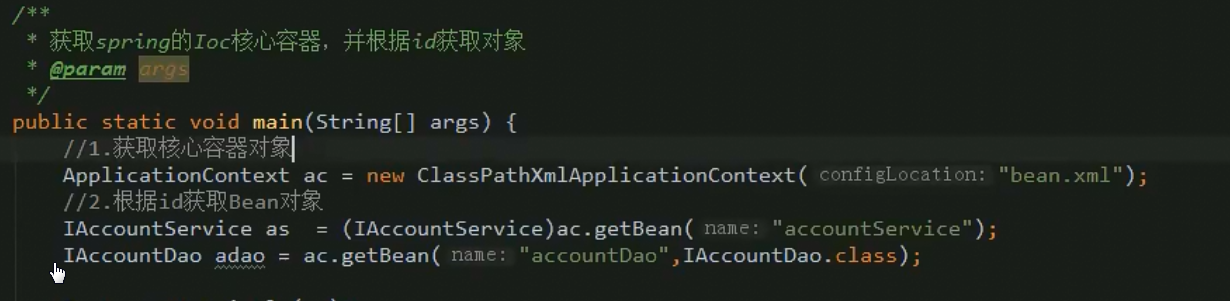 /**
 * 获取spring的Ioc核心容器，并根据id获取对象
 * @param args
 */
public static void main(String[] args) {
    //1.获取核心容器对象
    ApplicationContext ac = new ClassPathXmlApplicationContext( configLocation: "bean.xml");
    //2.根据id获取Bean对象
    IAccountService as  = (IAccountService)ac.getBean( name: "accountService");
    IAccountDao adao = ac.getBean( name: "accountDao",IAccountDao.class);